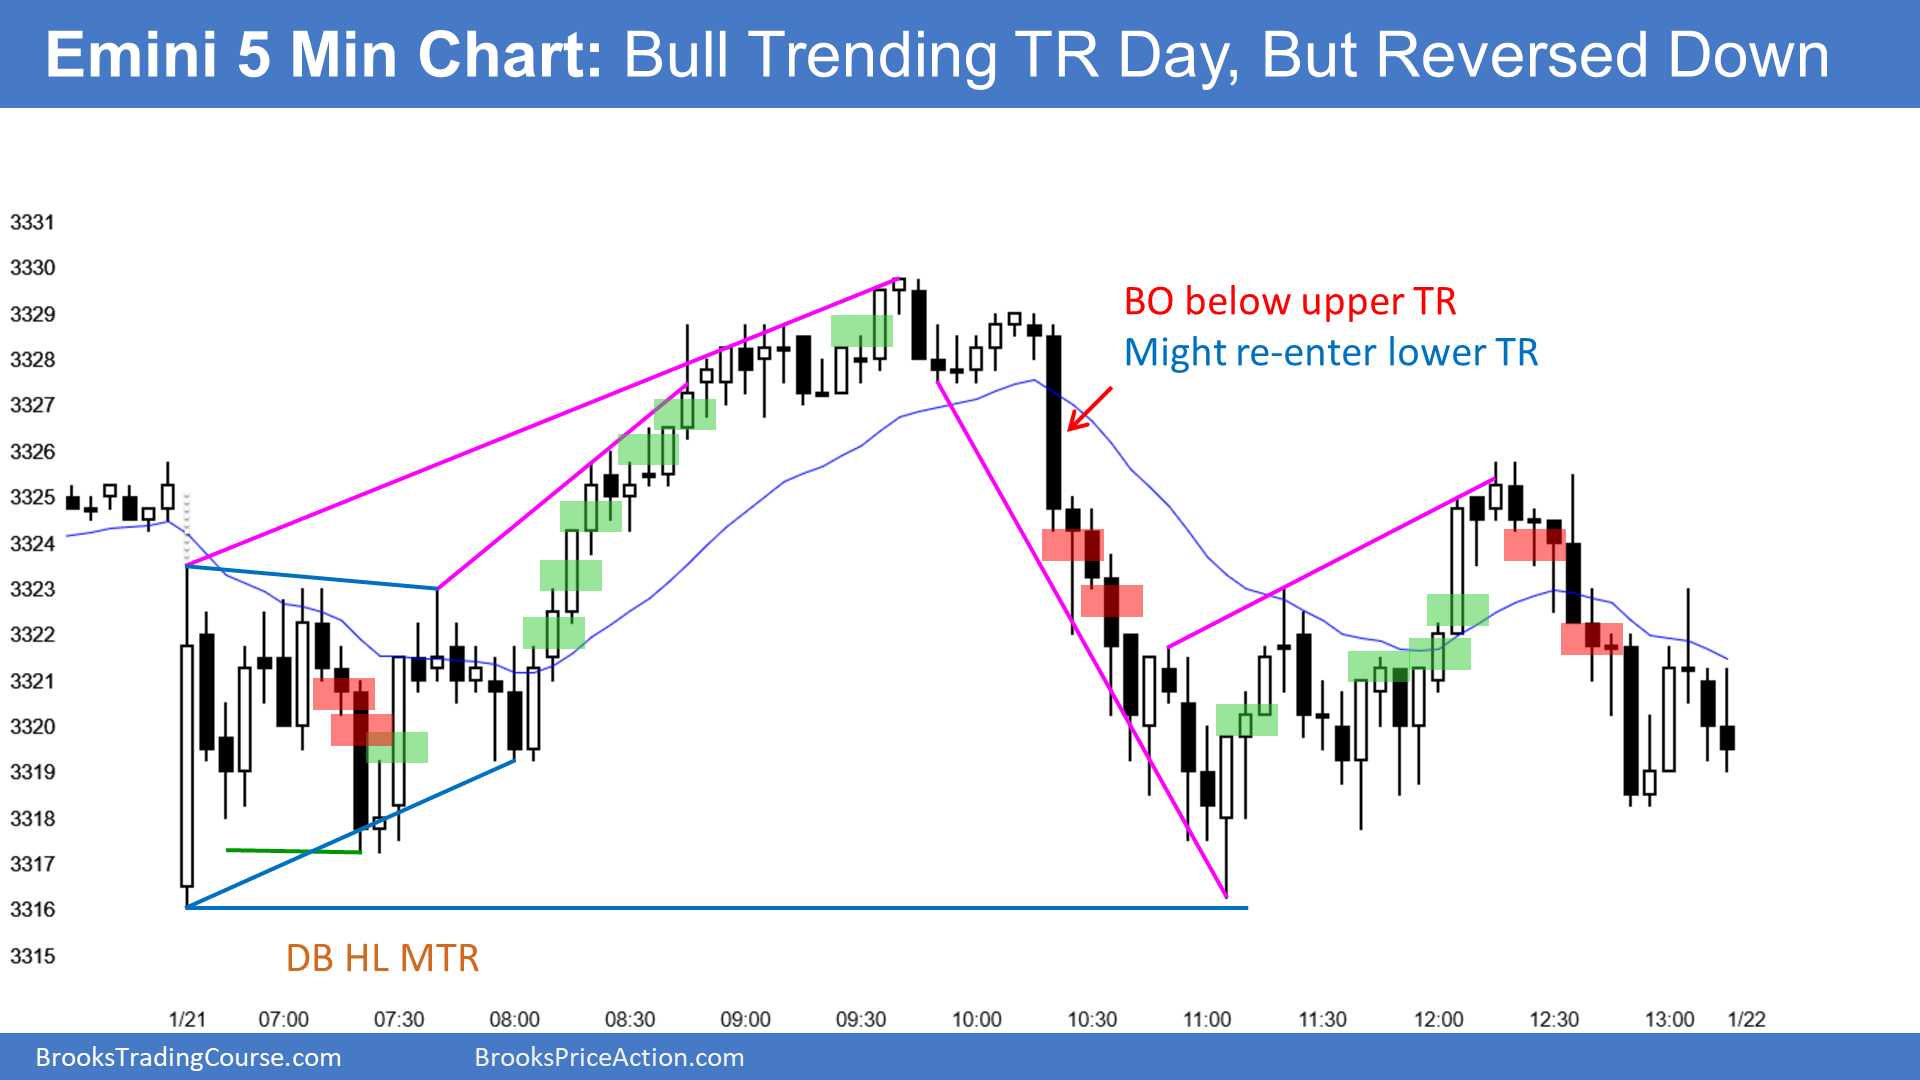 Emini 5 Min Chart: Bull Trending TR Day, But Reversed Down
3331
3330
3329
3328
3327
3326
3325
3324
3323
3322
3321
3320
3319
3318
3317
3316
3315
BO below upper TR
Might re-enter lower TR
DB HL MTR
1/21 07:00 07:30 08:00 08:30 09:00 09:30 10:00 10:30 11:00 11:30 12:00 12:30 13:00 1/22
BrooksTradingCourse.com BrooksPriceAction.com